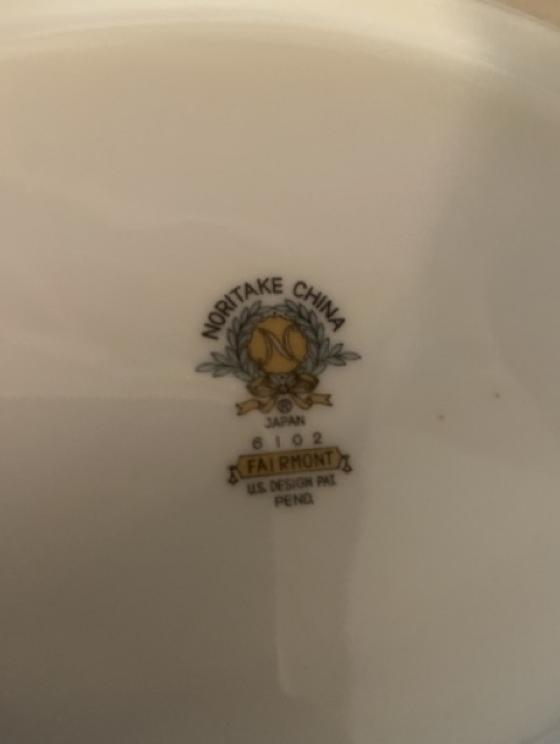 NORITAKE CHINA
N
®
JAPAN
6102
FAIRMONT
U.S. DESIGN PAT.
PEND.